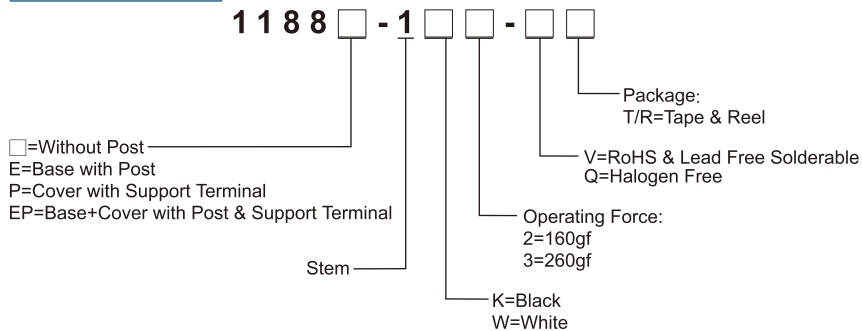 1188□-1□□-□□
Package:
T/R=Tape & Reel
□=Without Post
E=Base with Post
P=Cover with Support Terminal
EP=Base+Cover with Post & Support Terminal
V=RoHS & Lead Free Solderable
Q=Halogen Free
Operating Force:
2=160gf
3=260gf
Stem
K=Black
W=White